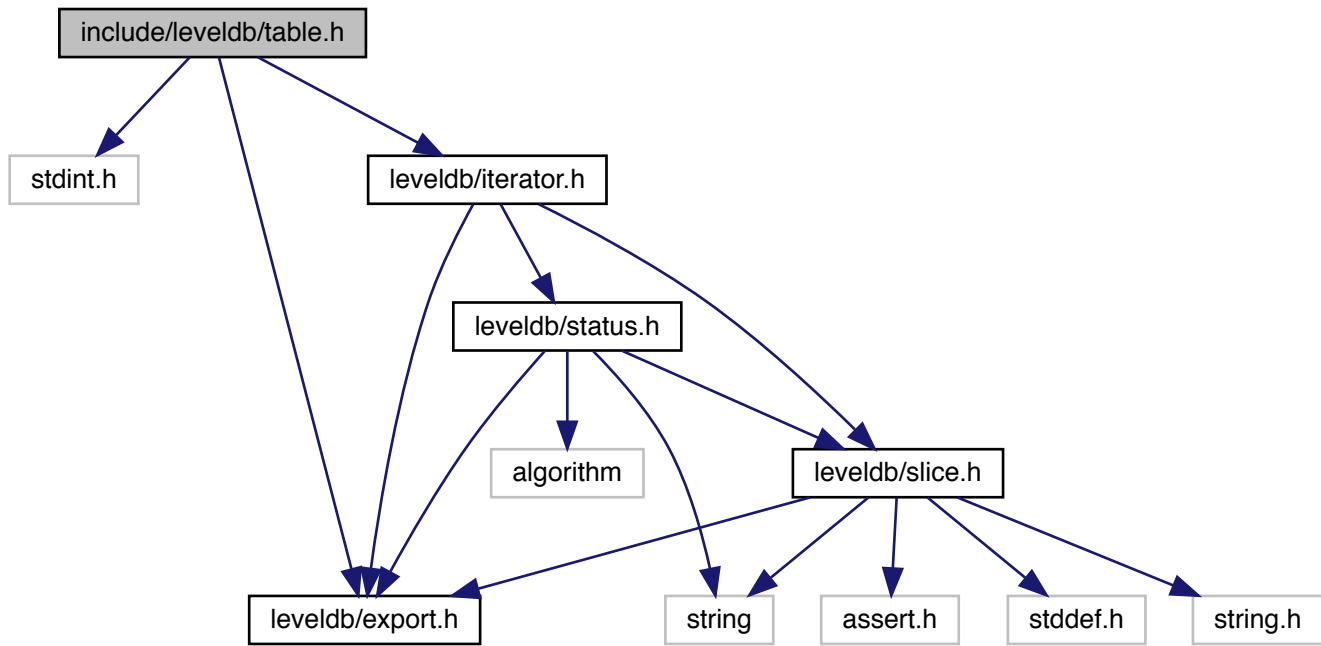 include/leveldb/table.h
stdint.h
leveldb/iterator.h
leveldb/status.h
algorithm
leveldb/slice.h
leveldb/export.h
string
assert.h
stddef.h
string.h